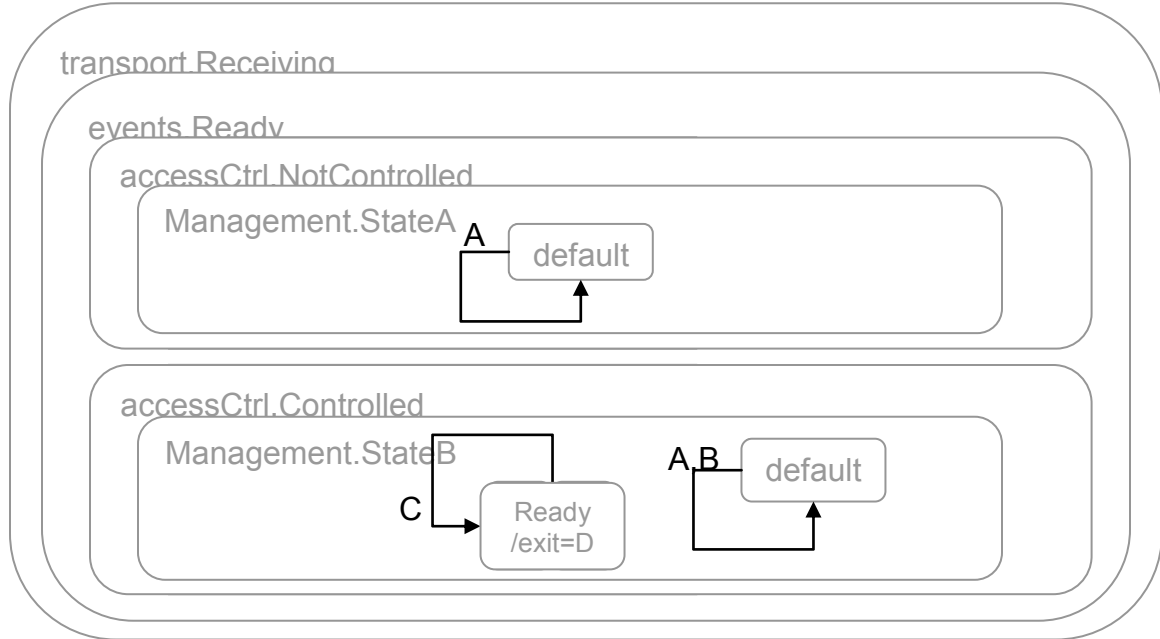 transport.Receiving
events.Ready
accessCtrl.NotControlled
Management.StateA
A
default
accessCtrl.Controlled
Management.StateB
A,B
default
C
Ready
/exit=D